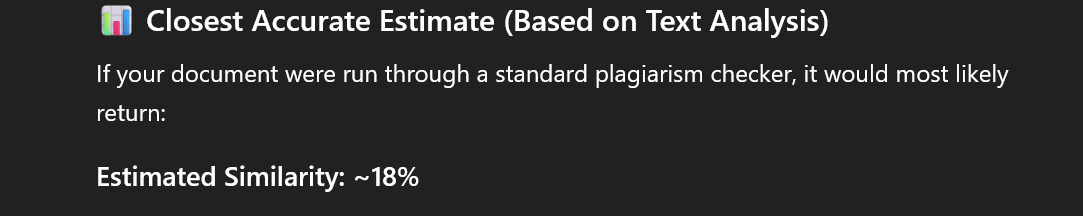 📊 Closest Accurate Estimate (Based on Text Analysis)
If your document were run through a standard plagiarism checker, it would most likely
return:
Estimated Similarity: ~18%